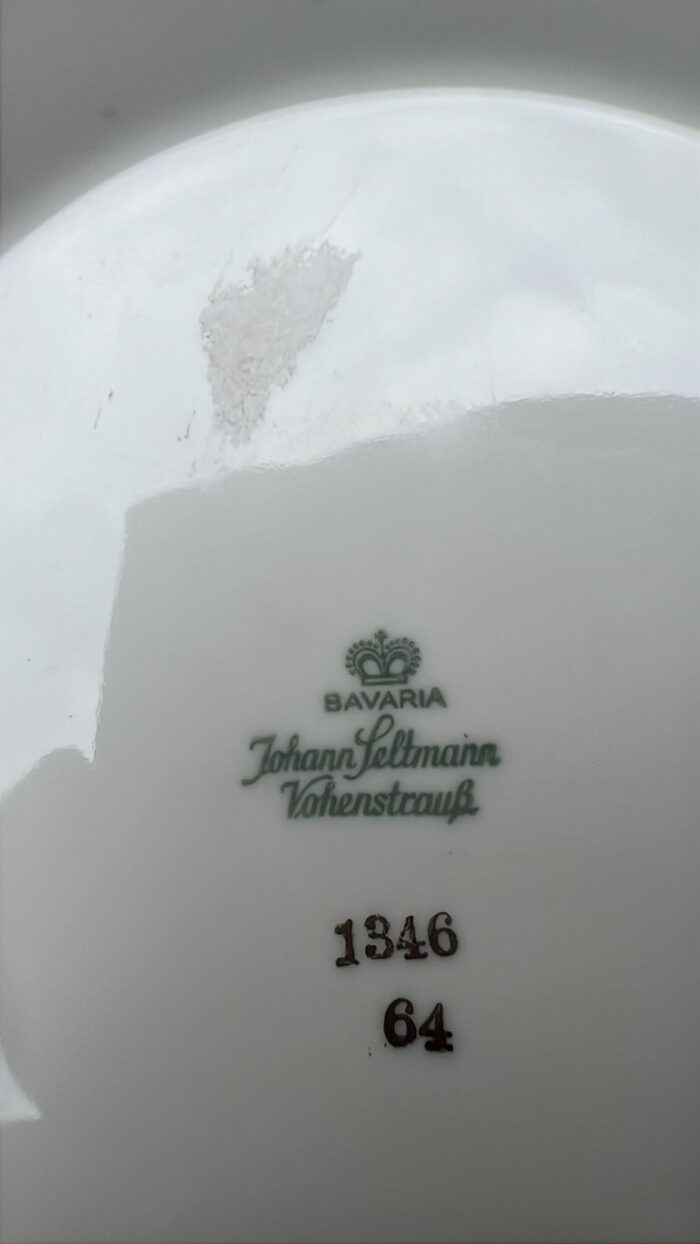 BAVARIA
Johann Seltmann
Vohenstrauß
1346
64